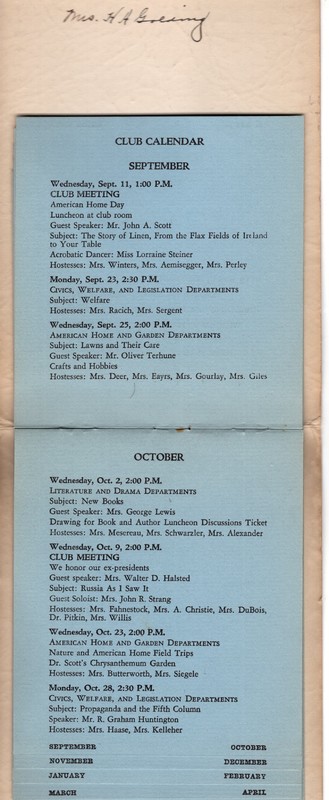 Mrs. H A Golsing
CLUB CALENDAR
SEPTEMBER
Wednesday, Sept. 11, 1:00 P.M.
CLUB MEETING
American Home Day
Luncheon at club room
Guest Speaker: Mr. John A. Scott
Subject: The Story of Linen, From the Flax Fields of Ireland
to Your Table
Acrobatic Dancer: Miss Lorraine Steiner
Hostesses: Mrs. Winters, Mrs. Aemisegger, Mrs. Perley
Monday, Sept. 23, 2:30 P.M.
CIVICS, WELFARE, AND LEGISLATION DEPARTMENTS
Subject: Welfare
Hostesses: Mrs. Racich, Mrs. Sergent
Wednesday, Sept. 25, 2:00 P.M.
AMERICAN HOME AND GARDEN DEPARTMENTS
Subject: Lawns and Their Care
Guest Speaker: Mr. Oliver Terhune
Crafts and Hobbies
Hostesses: Mrs. Deer, Mrs. Eayrs, Mrs. Gourlay, Mrs. Giles
OCTOBER
Wednesday, Oct. 2, 2:00 P.M.
LITERATURE AND DRAMA DEPARTMENTS
Subject: New Books
Guest Speaker: Mrs. George Lewis
Drawing for Book and Author Luncheon Discussions Ticket
Hostesses: Mrs. Mesereau, Mrs. Schwarzler, Mrs. Alexander
Wednesday, Oct. 9, 2:00 P.M.
CLUB MEETING
We honor our ex-presidents
Guest speaker: Mrs. Walter D. Halsted
Subject: Russia As I Saw It
Guest Soloist: Mrs. John R. Strang
Hostesses: Mrs. Fahnestock, Mrs. A. Christie, Mrs. DuBois,
Dr. Pitkin, Mrs. Willis
Wednesday, Oct. 23, 2:00 P.M.
AMERICAN HOME AND GARDEN DEPARTMENTS
Nature and American Home Field Trips
Dr. Scott's Chrysanthemum Garden
Hostesses: Mrs. Butterworth, Mrs. Siegele
Monday, Oct. 28, 2:30 P.M.
CIVICS, WELFARE, AND LEGISLATION DEPARTMENTS
Subject: Propaganda and the Fifth Column
Speaker: Mr. R. Graham Huntington
Hostesses: Mrs. Haase, Mrs. Kelleher
SEPTEMBER OCTOBER
NOVEMBER DECEMBER
JANUARY FEBRUARY
MARCH APRIL